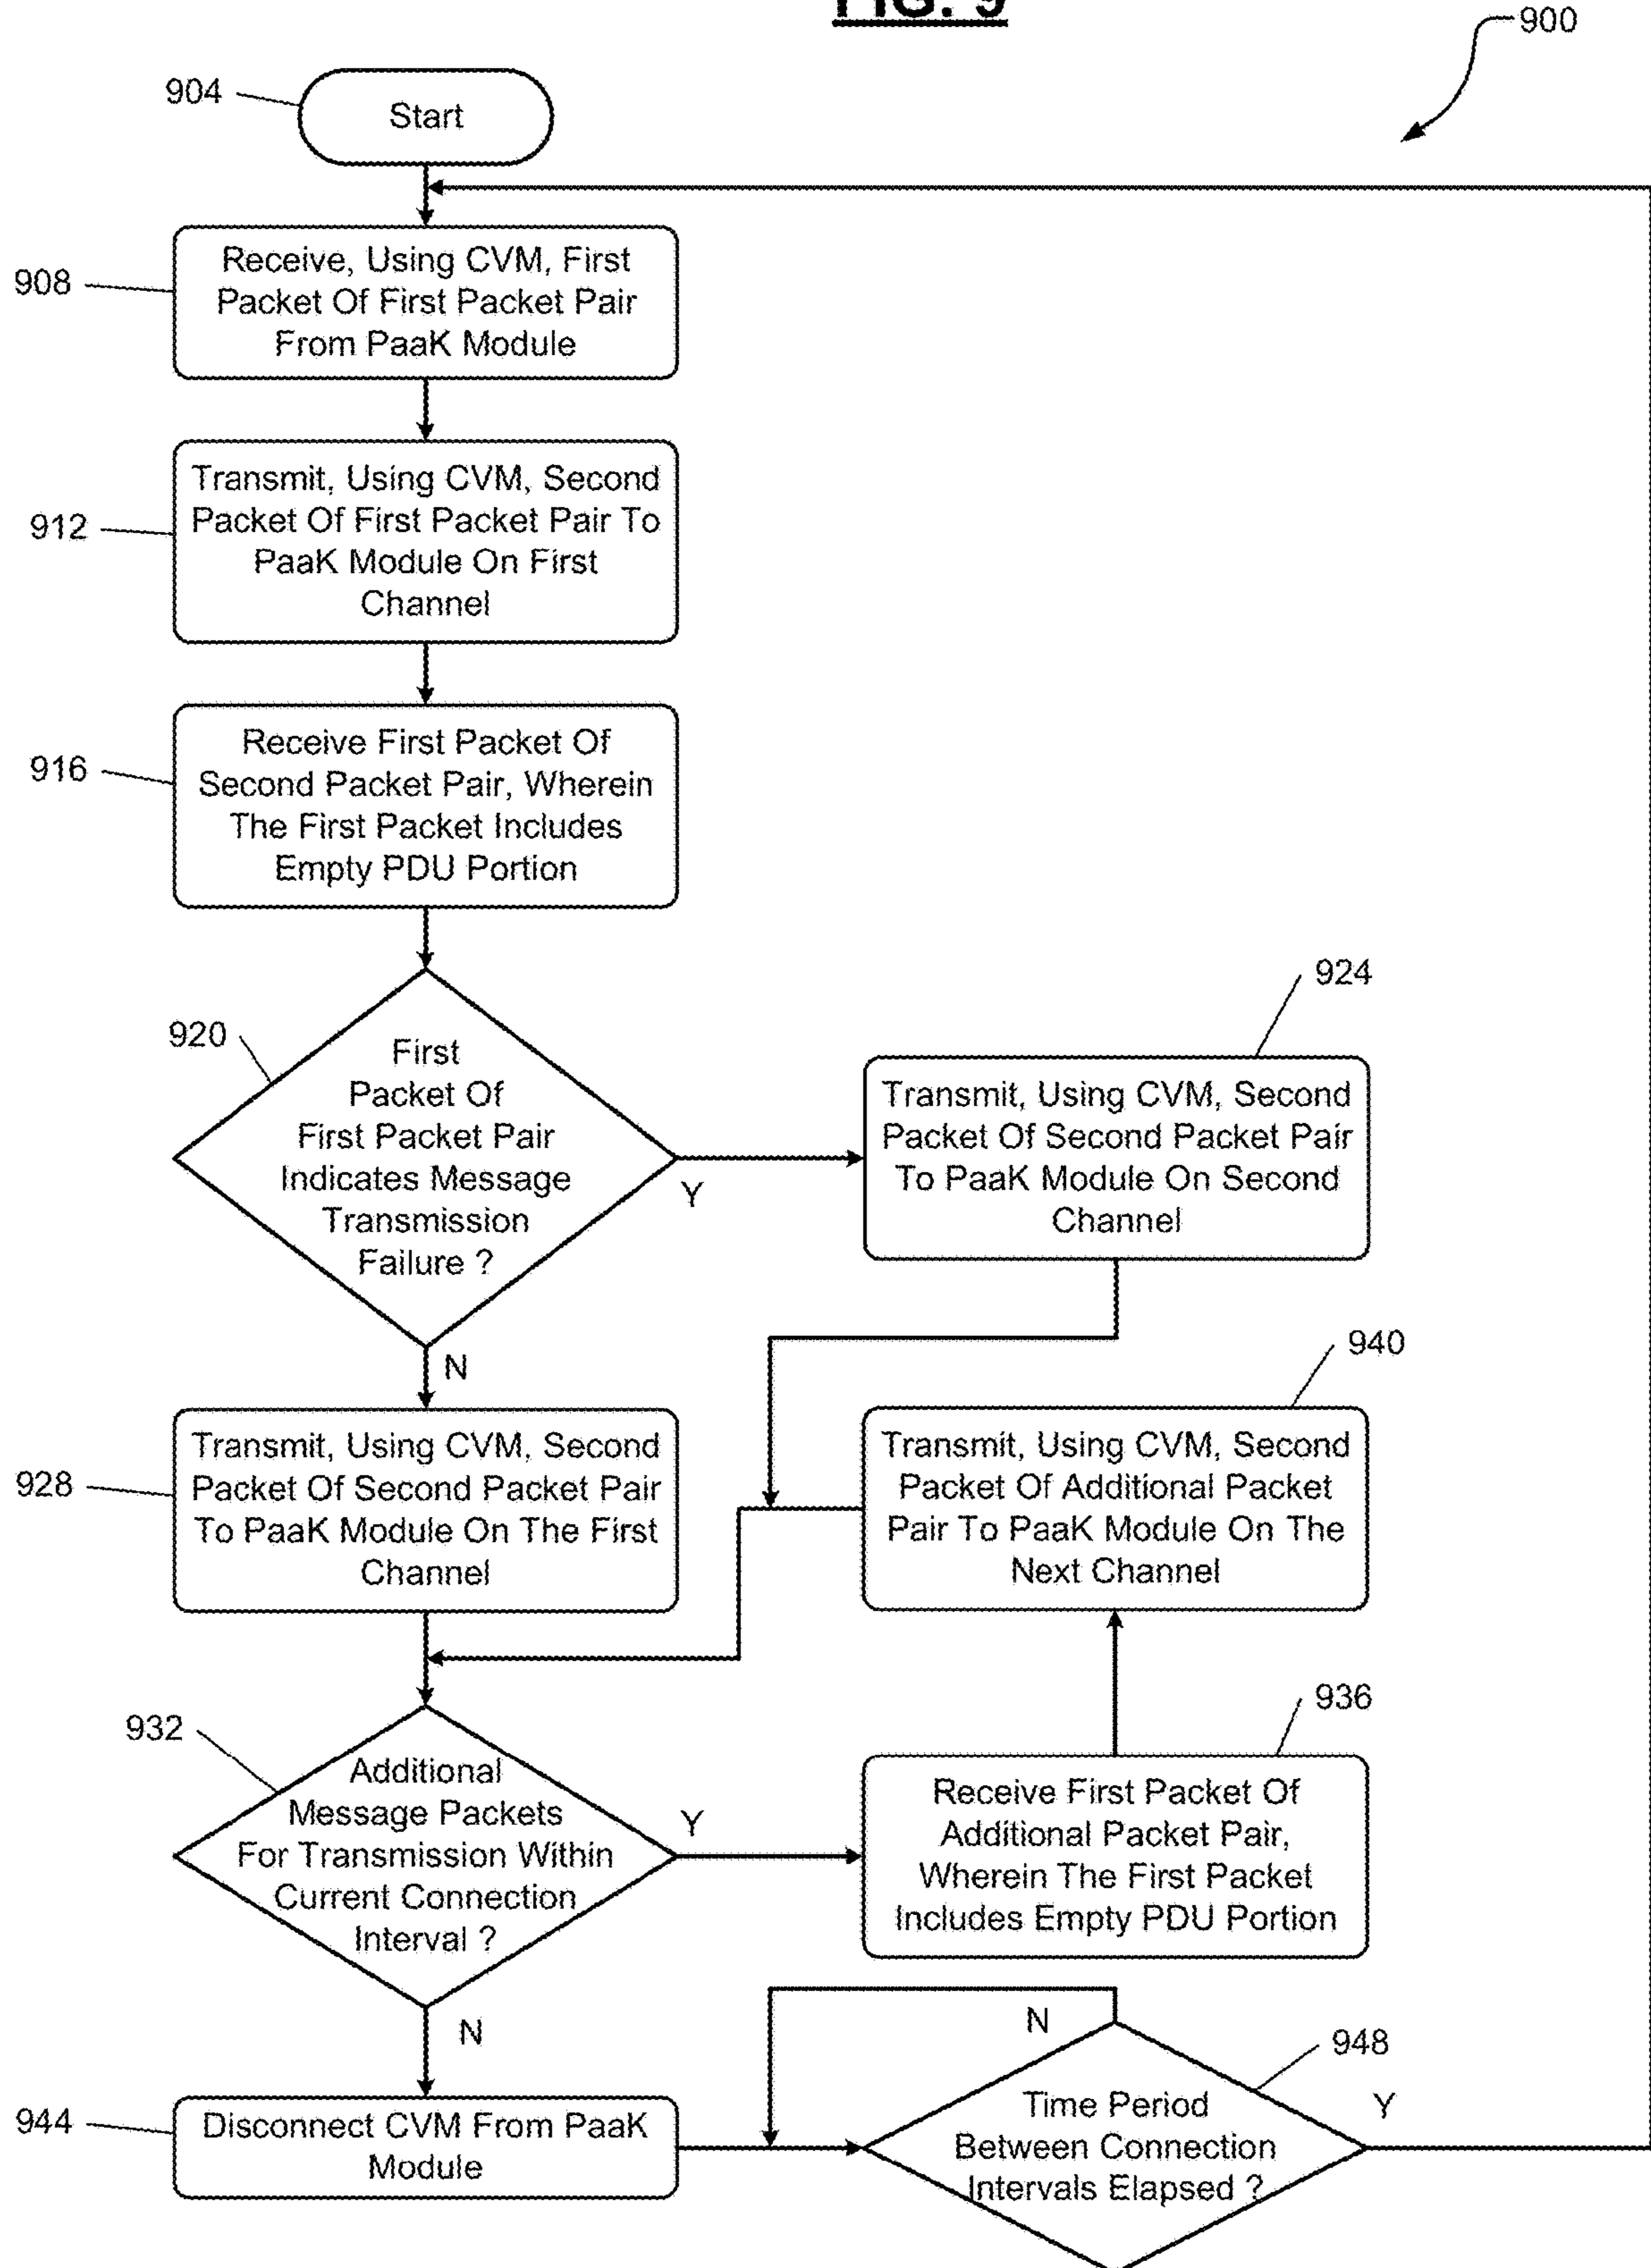 FIG. 9
900
904
Start
908
Receive, Using CVM, First
Packet Of First Packet Pair
From PaaK Module
912
Transmit, Using CVM, Second
Packet Of First Packet Pair To
PaaK Module On First
Channel
916
Receive First Packet Of
Second Packet Pair, Wherein
The First Packet Includes
Empty PDU Portion
920
First
Packet Of
First Packet Pair
Indicates Message
Transmission
Failure ?
Y
N
924
Transmit, Using CVM, Second
Packet Of Second Packet Pair
To PaaK Module On Second
Channel
928
Transmit, Using CVM, Second
Packet Of Second Packet Pair
To PaaK Module On The First
Channel
940
Transmit, Using CVM, Second
Packet Of Additional Packet
Pair To PaaK Module On The
Next Channel
932
Additional
Message Packets
For Transmission Within
Current Connection
Interval ?
Y
N
936
Receive First Packet Of
Additional Packet Pair,
Wherein The First Packet
Includes Empty PDU Portion
944
Disconnect CVM From PaaK
Module
948
Time Period
Between Connection
Intervals Elapsed ?
N
Y